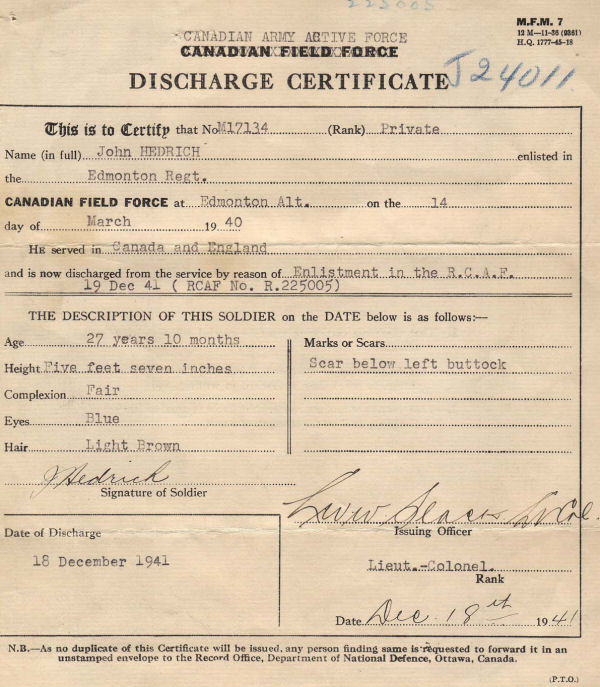 225005
M.F.M. 7
12 M—11-36 (9361)
H.Q. 1777-45-18
CANADIAN ARMY ACTIVE FORCE
CANADIAN FIELD FORCE
DISCHARGE CERTIFICATE
J24011
This is to Certify that No M17134 (Rank) Private
Name (in full) John HEDRICH enlisted in
the Edmonton Regt.
CANADIAN FIELD FORCE at Edmonton Alt. on the 14
day of March 1940
HE served in Canada and England
and is now discharged from the service by reason of Enlistment in the R.C.A.F.
19 Dec 41 ( RCAF No. R.225005)
THE DESCRIPTION OF THIS SOLDIER on the DATE below is as follows:—
Age 27 years 10 months
Height Five feet seven inches
Complexion Fair
Eyes Blue
Hair Light Brown
Marks or Scars
Scar below left buttock
J Hedrich
Signature of Soldier
Lt Col.
Issuing Officer
Date of Discharge
18 December 1941
Lieut.-Colonel.
Rank
Date Dec. 18th 1941
N.B.—As no duplicate of this Certificate will be issued, any person finding same is requested to forward it in an
unstamped envelope to the Record Office, Department of National Defence, Ottawa, Canada.
(P.T.O.)